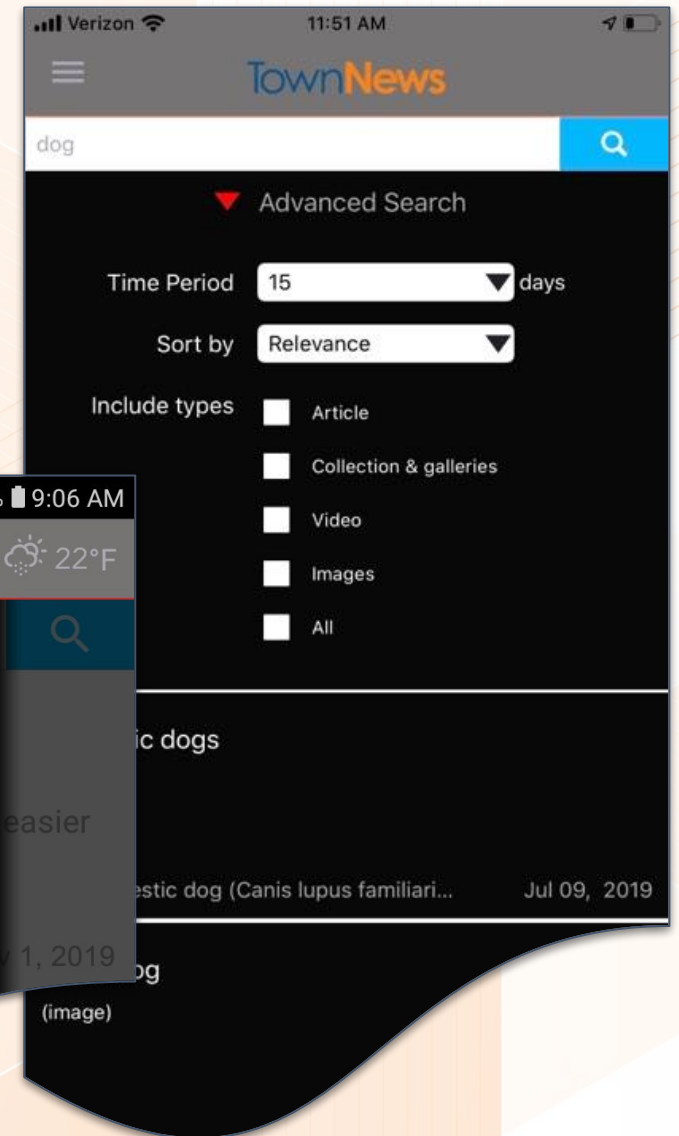 Verizon 11:51 AM
TownNews
dog
Advanced Search
Time Period 15 days
Sort by Relevance
Include types Article
Collection & galleries
Video
Images
All
9:06 AM
22°F
ic dogs
easier
estic dog (Canis lupus familiari... Jul 09, 2019
1, 2019
og
(image)